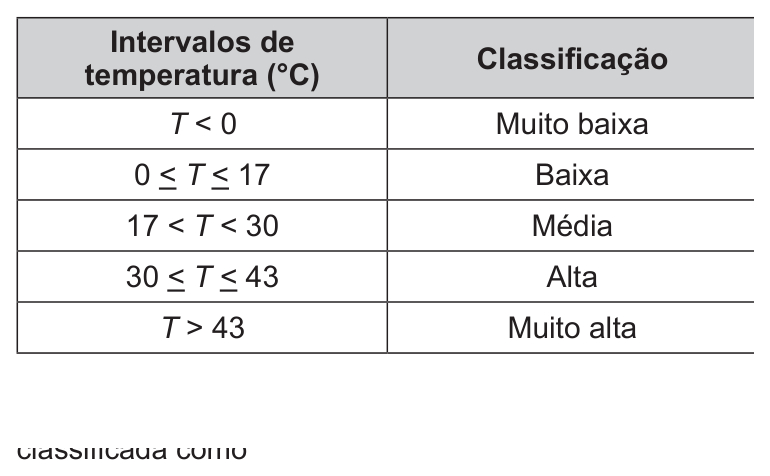 Intervalos de temperatura (°C) Classificação
T < 0 Muito baixa
0 ≤ T ≤ 17 Baixa
17 < T < 30 Média
30 ≤ T ≤ 43 Alta
T > 43 Muito alta
classificada como